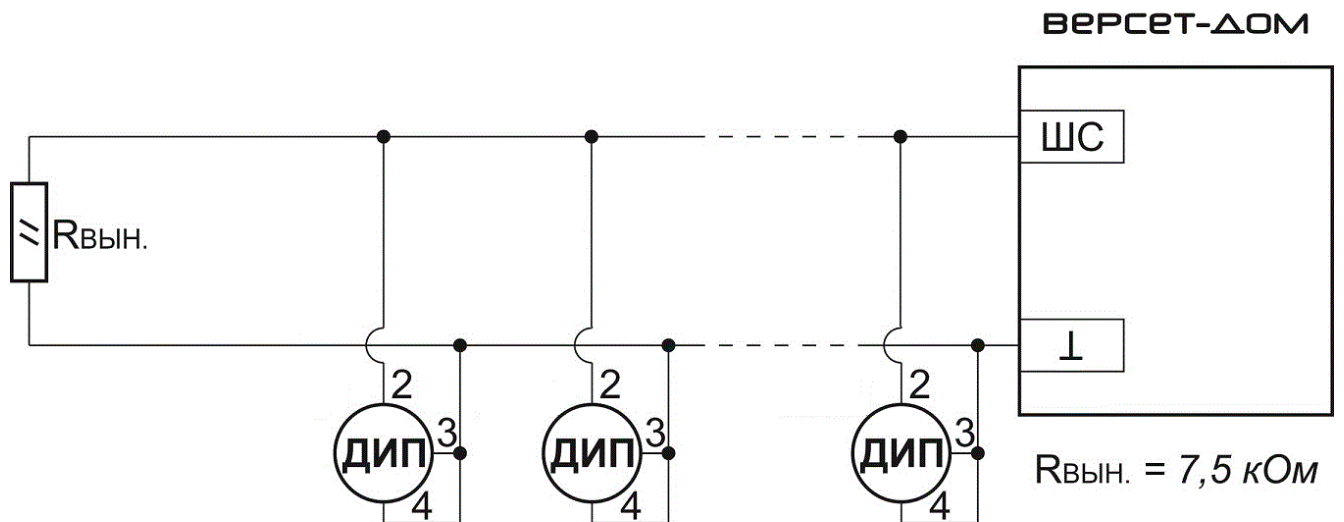 ВЕРСЕТ-ДОМ
ШС
Rвын.
⊥
2 2 2
ДИП 3 ДИП 3 ДИП 3
4 4 4
Rвын. = 7,5 кОм